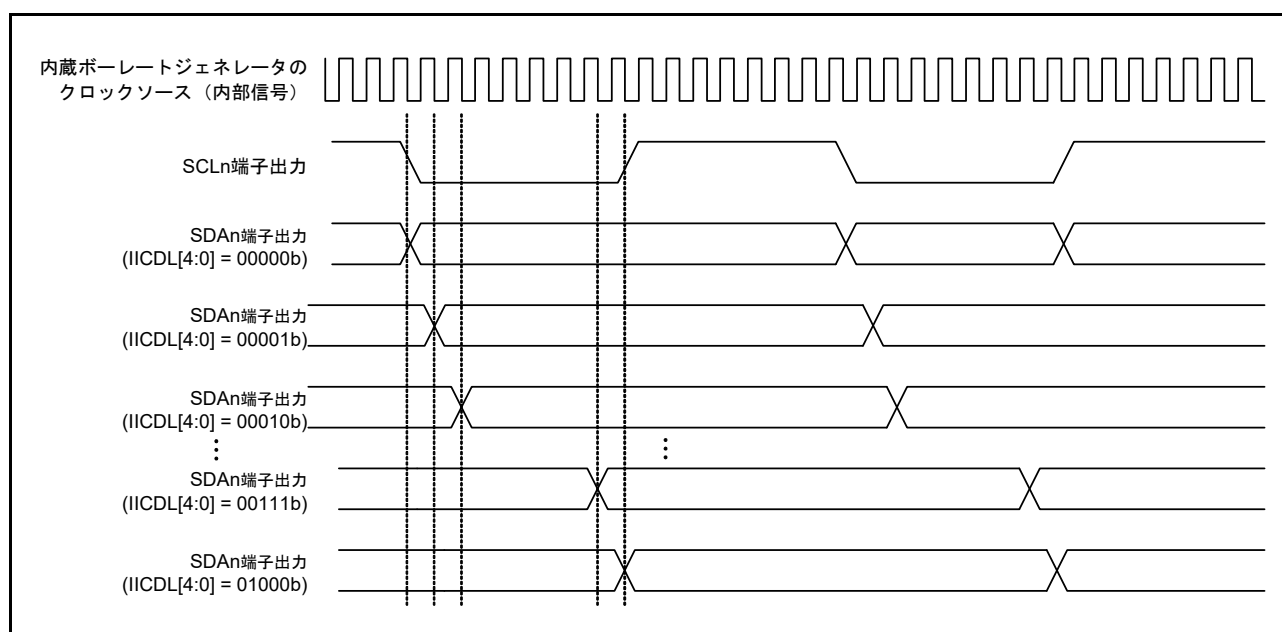 内蔵ボーレートジェネレータの
クロックソース（内部信号）
SCLn端子出力
SDAn端子出力
(IICDL[4:0] = 00000b)
SDAn端子出力
(IICDL[4:0] = 00001b)
SDAn端子出力
(IICDL[4:0] = 00010b)
SDAn端子出力
(IICDL[4:0] = 00111b)
SDAn端子出力
(IICDL[4:0] = 01000b)